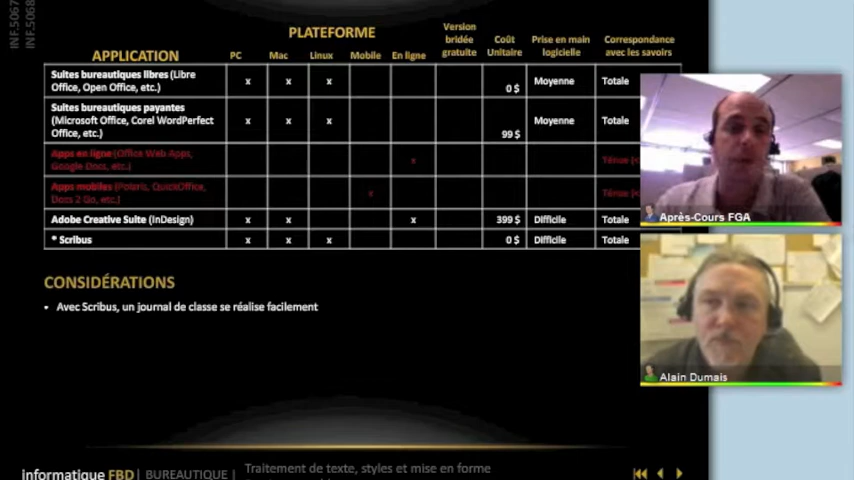 INF.5067
INF.5068
PLATEFORME
Version
bridée
gratuite
Coût
Unitaire
Prise en main
logicielle
Correspondance
avec les savoirs
APPLICATION
PC Mac Linux Mobile En ligne
Suites bureautiques libres (Libre
Office, Open Office, etc.) x x x 0 $ Moyenne Totale
Suites bureautiques payantes
(Microsoft Office, Corel WordPerfect
Office, etc.) x x x 99 $ Moyenne Totale
Apps en ligne (Office Web Apps,
Google Docs, etc.) x Ténue
Apps mobiles (Polaris, QuickOffice,
Docs 2 Go, etc.) x Ténue
Adobe Creative Suite (InDesign) x x x 399 $ Difficile Totale
* Scribus x x x 0 $ Difficile Totale
Après-Cours FGA
Alain Dumais
CONSIDÉRATIONS
• Avec Scribus, un journal de classe se réalise facilement
informatique FBD | BUREAUTIQUE | Traitement de texte, styles et mise en forme